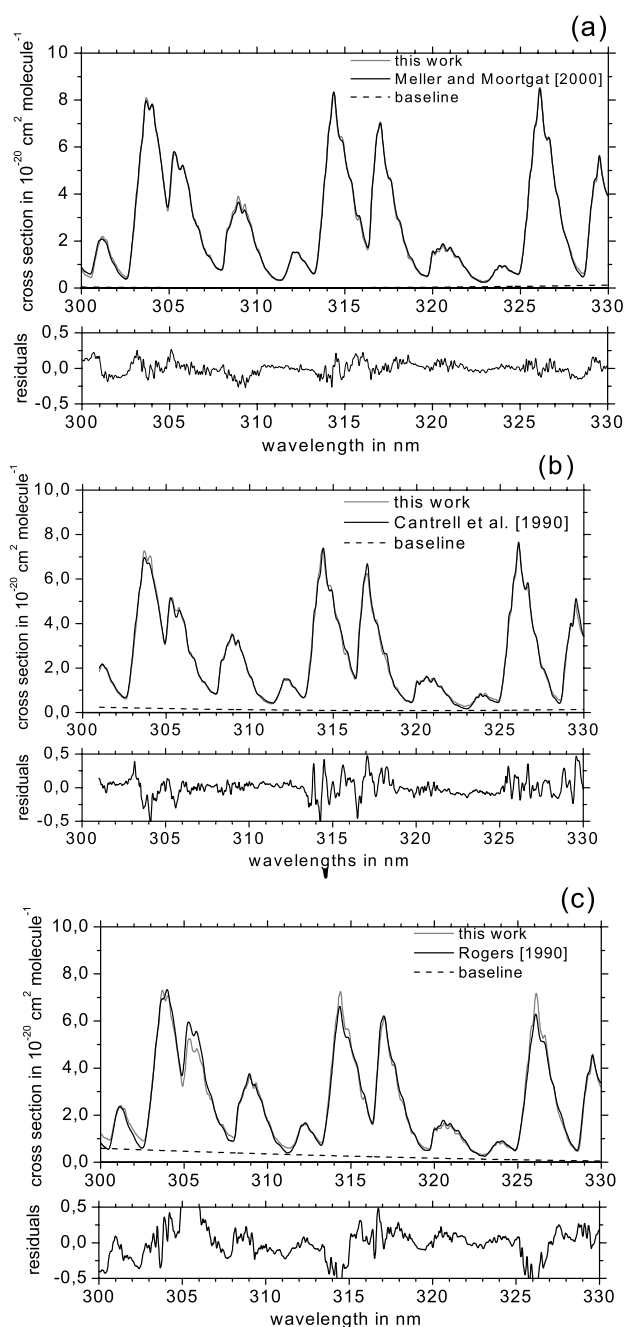 (a)
10
8
6
4
2
0
cross section in 10⁻²⁰ cm² molecule⁻¹
this work
Meller and Moortgat [2000]
baseline
300 305 310 315 320 325 330
0,5
0,0
-0,5
residuals
300 305 310 315 320 325 330
wavelength in nm
(b)
10,0
8,0
6,0
4,0
2,0
0,0
cross section in 10⁻²⁰ cm² molecule⁻¹
this work
Cantrell et al. [1990]
baseline
300 305 310 315 320 325 330
0,5
0,0
-0,5
residuals
300 305 310 315 320 325 330
wavelengths in nm
(c)
10,0
8,0
6,0
4,0
2,0
0,0
cross section in 10⁻²⁰ cm² molecule⁻¹
this work
Rogers [1990]
baseline
300 305 310 315 320 325 330
0,5
0,0
-0,5
residuals
300 305 310 315 320 325 330
wavelength in nm